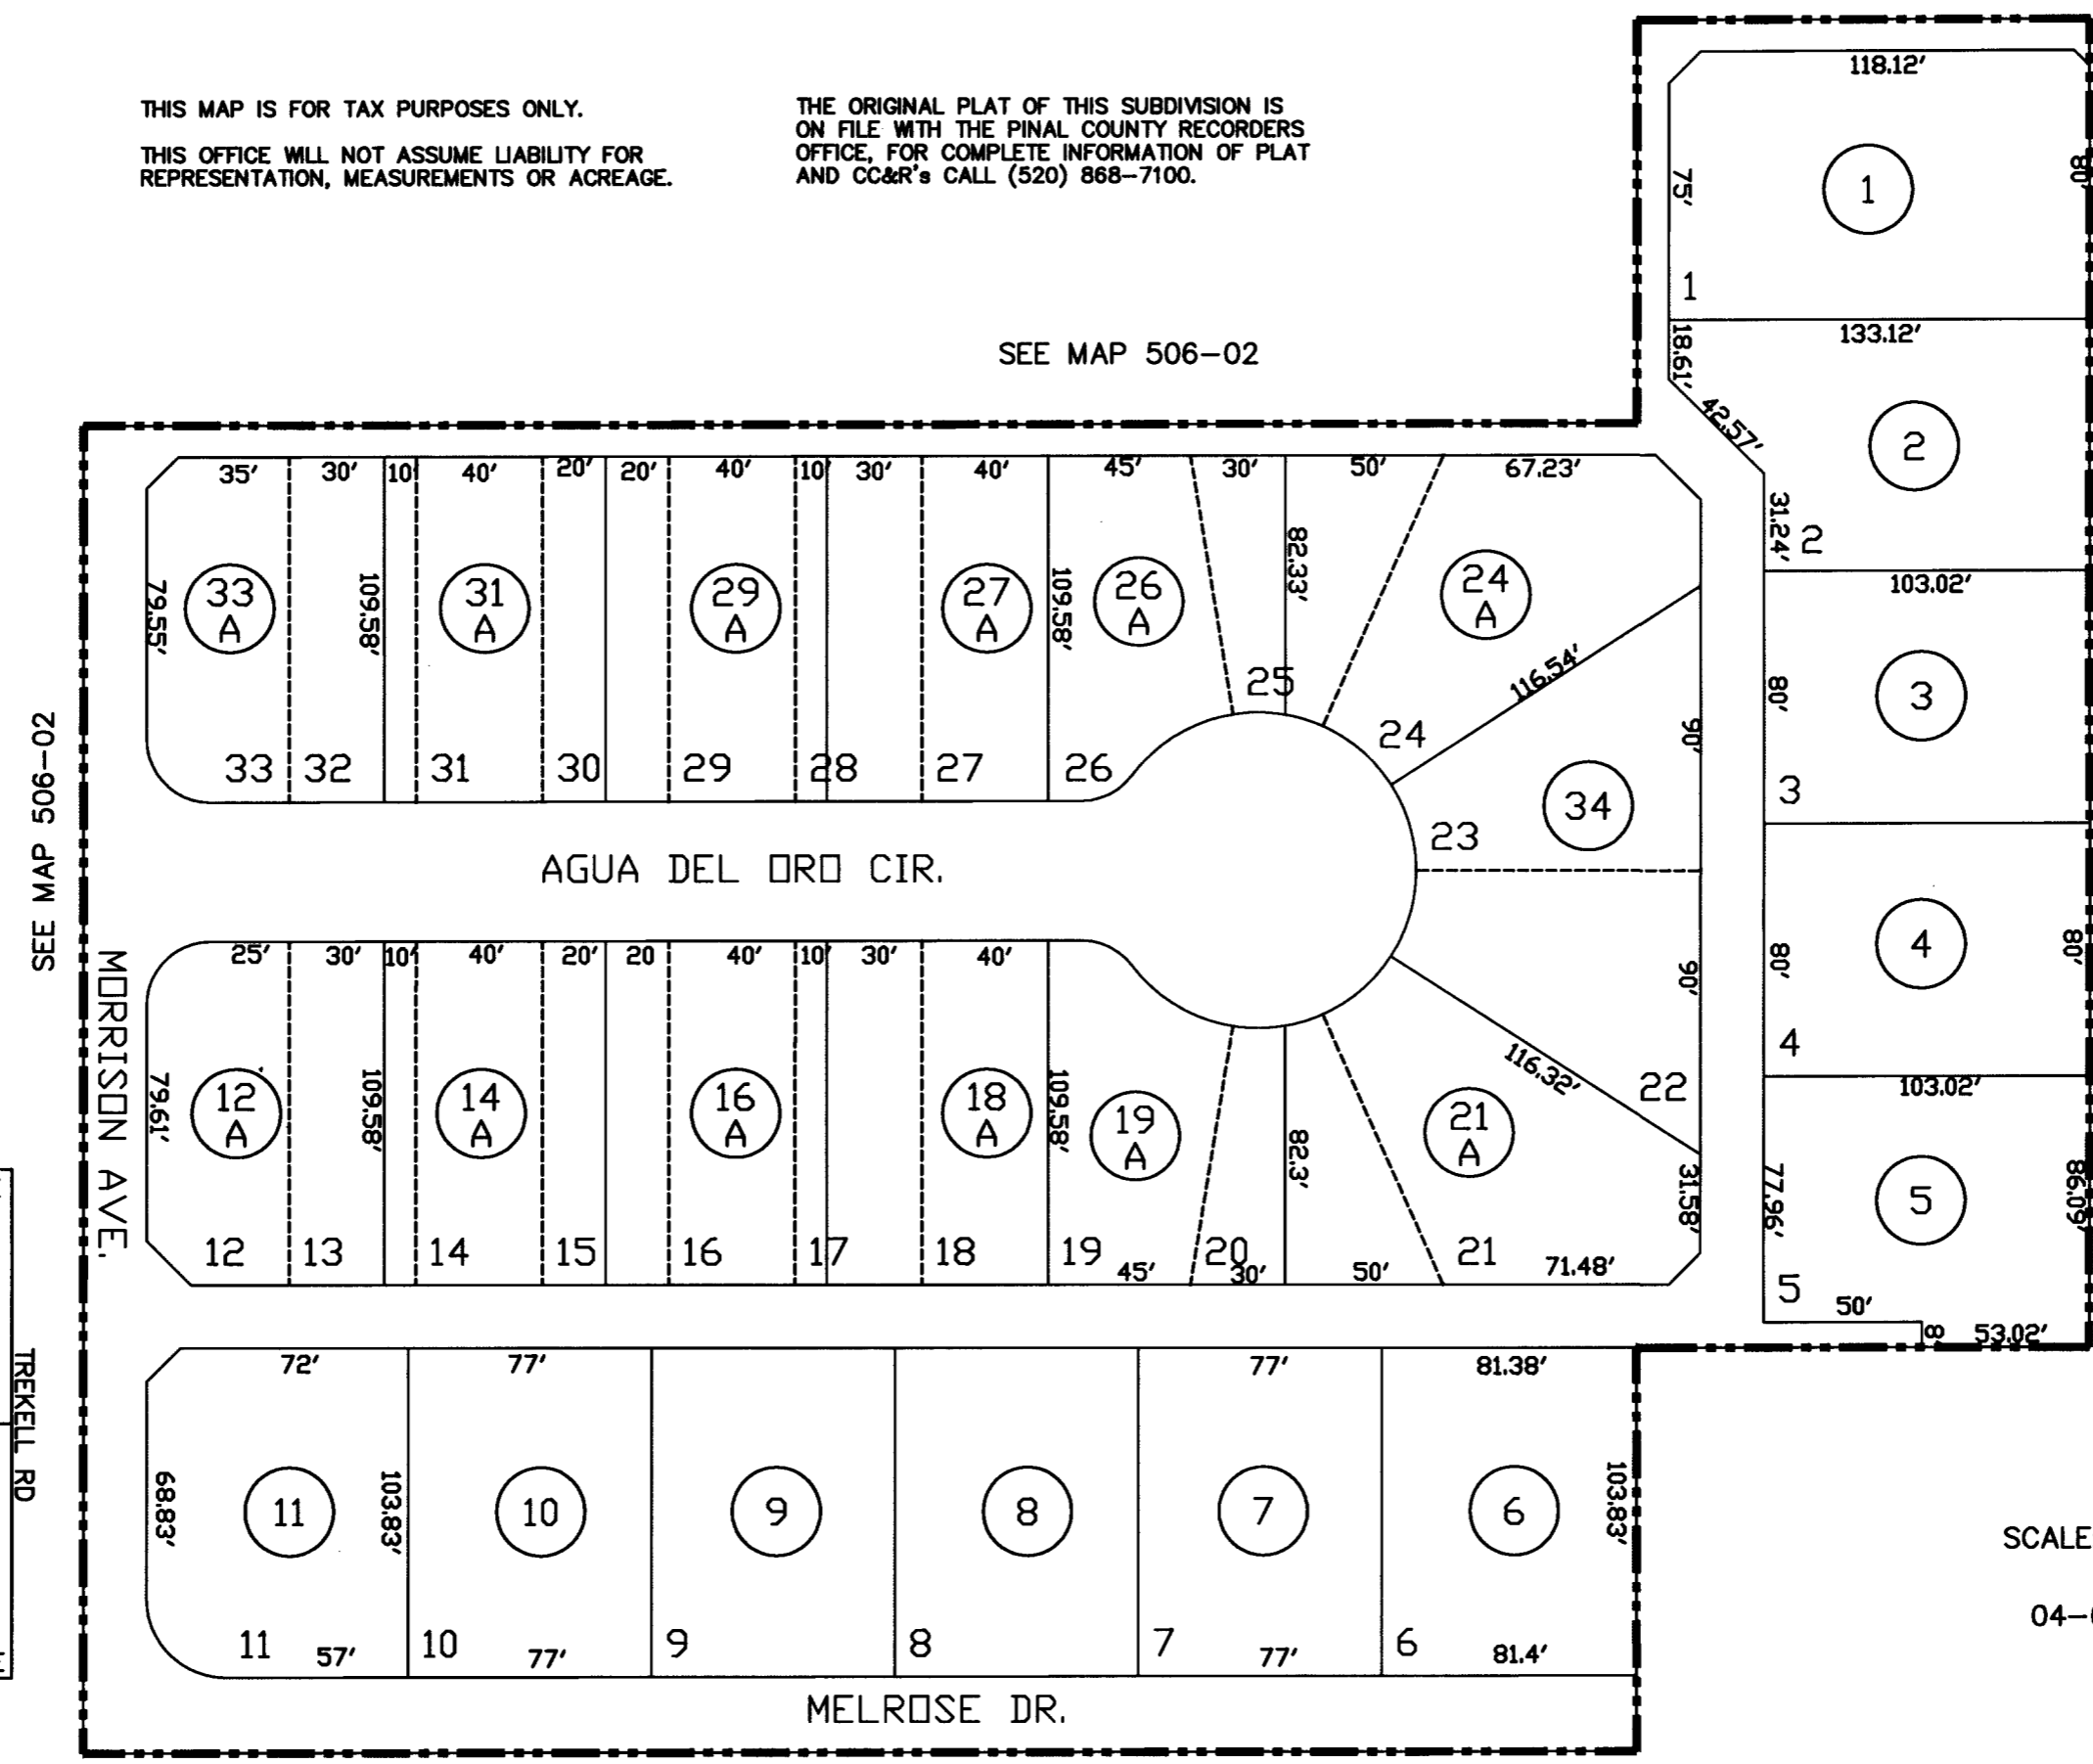 THIS MAP IS FOR TAX PURPOSES ONLY.
THIS OFFICE WILL NOT ASSUME LIABILITY FOR
REPRESENTATION, MEASUREMENTS OR ACREAGE.
THE ORIGINAL PLAT OF THIS SUBDIVISION IS
ON FILE WITH THE PINAL COUNTY RECORDERS
OFFICE, FOR COMPLETE INFORMATION OF PLAT
AND CC&R's CALL (520) 868-7100.
118.12'
75'
1
80'
1
133.12'
18.61'
42.57'
2
31.24'
2
103.02'
3
80'
3
4
80'
80'
4
103.02'
5
77.96'
86.09'
5
50'
8
53.02'
SEE MAP 506-02
SEE MAP 506-02
35' 30' 10' 40' 20' 20' 40' 10' 30' 40' 45' 30' 50' 67.23'
79.55'
33 A
109.58'
31 A
29 A
27 A
109.58'
26 A
82.33'
24 A
116.54'
90'
34
33 32 31 30 29 28 27 26 25 24 23
AGUA DEL ORO CIR.
MORRISON AVE.
25' 30' 10' 40' 20' 20 40' 10' 30' 40'
90'
79.61'
12 A
109.58'
14 A
16 A
18 A
109.58'
19 A
82.3'
21 A
116.32'
22
31.58'
12 13 14 15 16 17 18 19 20 21
45' 30' 50' 71.48'
TREKELL RD
72' 77' 77' 81.38'
68.83'
11
103.83'
10
9
8
7
6
103.83'
11 57' 10 77' 9 8 7 77' 6 81.4'
MELROSE DR.
SCALE